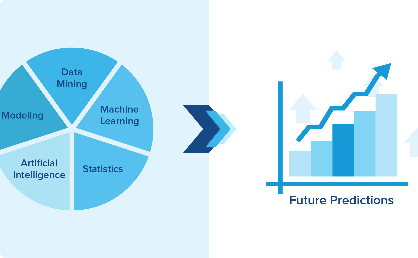 Data
Mining
Machine
Learning
Statistics
Artificial
Intelligence
Modeling
Future Predictions